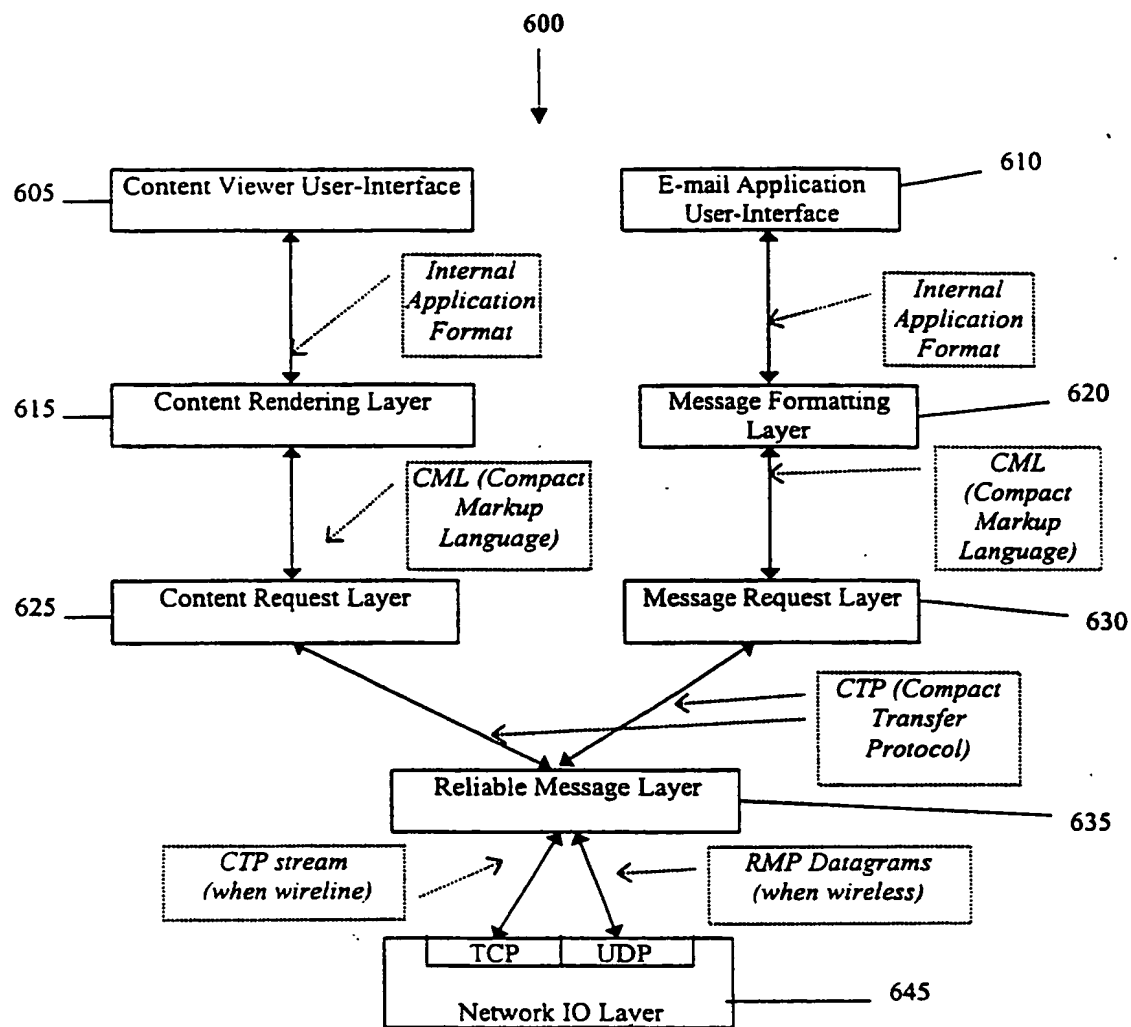 600
605
Content Viewer User-Interface
E-mail Application
User-Interface
610
Internal
Application
Format
Internal
Application
Format
615
Content Rendering Layer
Message Formatting
Layer
620
CML (Compact
Markup
Language)
CML
(Compact
Markup
Language)
625
Content Request Layer
Message Request Layer
630
CTP (Compact
Transfer
Protocol)
Reliable Message Layer
635
CTP stream
(when wireline)
RMP Datagrams
(when wireless)
TCP
UDP
Network IO Layer
645